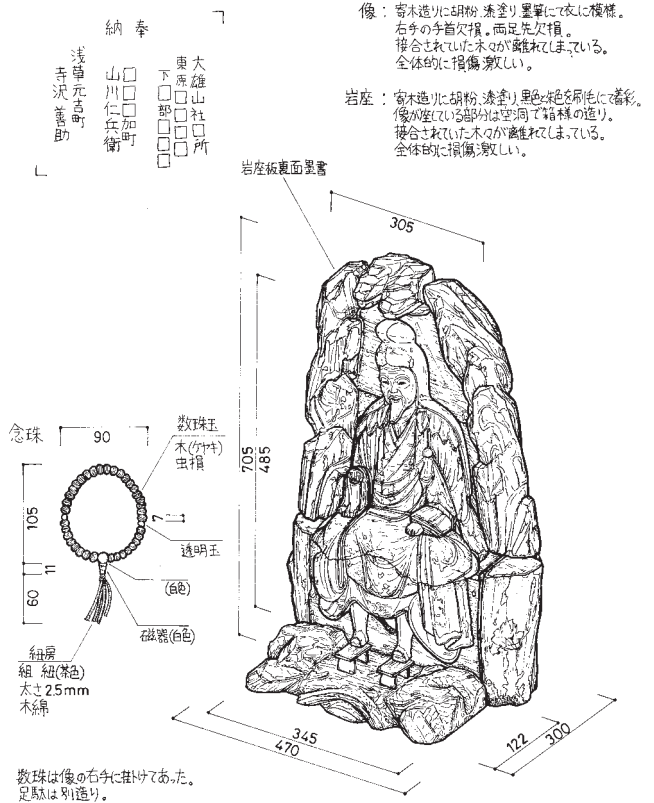 奉納
大雄山社□所
東原□□□
下□部□□□
山□□加町
山川仁兵衛
浅草元吉町
寺沢善助
像：寄木造りに胡粉、漆塗り、墨筆にて衣に模様。
右手の手首欠損。両足先欠損。
接合されていた木々が離れてしまっている。
全体的に損傷激しい。
岩座：寄木造りに胡粉、漆塗り、黒色と朱色を刷毛にて着彩。
像が座している部分は空洞で箱様の造り。
接合されていた木々が離れてしまっている。
全体的に損傷激しい。
岩座板裏面墨書
305
705
485
345
470
122
300
念珠
90
数珠玉
木(ケヤキ)
虫損
105
7
透明玉
11
(白色)
60
磁器(白色)
紐房
組紐(茶色)
太さ2.5mm
木綿
数珠は像の右手に掛けてあった。
足駄は別造り。